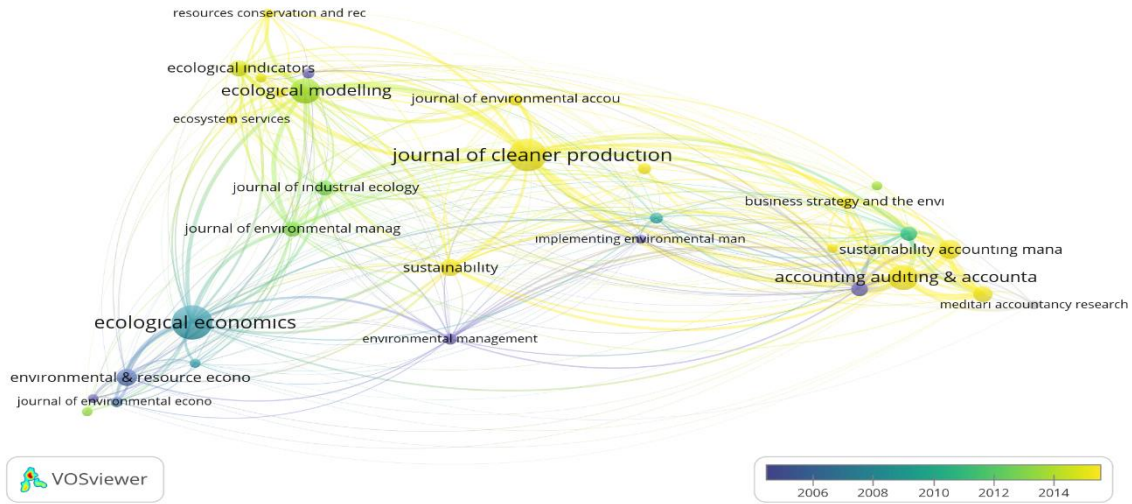 resources conservation and rec
ecological indicators
ecological modelling
journal of environmental accou
ecosystem services
journal of cleaner production
journal of industrial ecology
business strategy and the envi
journal of environmental manag
implementing environmental man
sustainability accounting mana
sustainability
accounting auditing & accounta
meditari accountancy research
ecological economics
environmental management
environmental & resource econo
journal of environmental econo
VOSviewer
2006 2008 2010 2012 2014